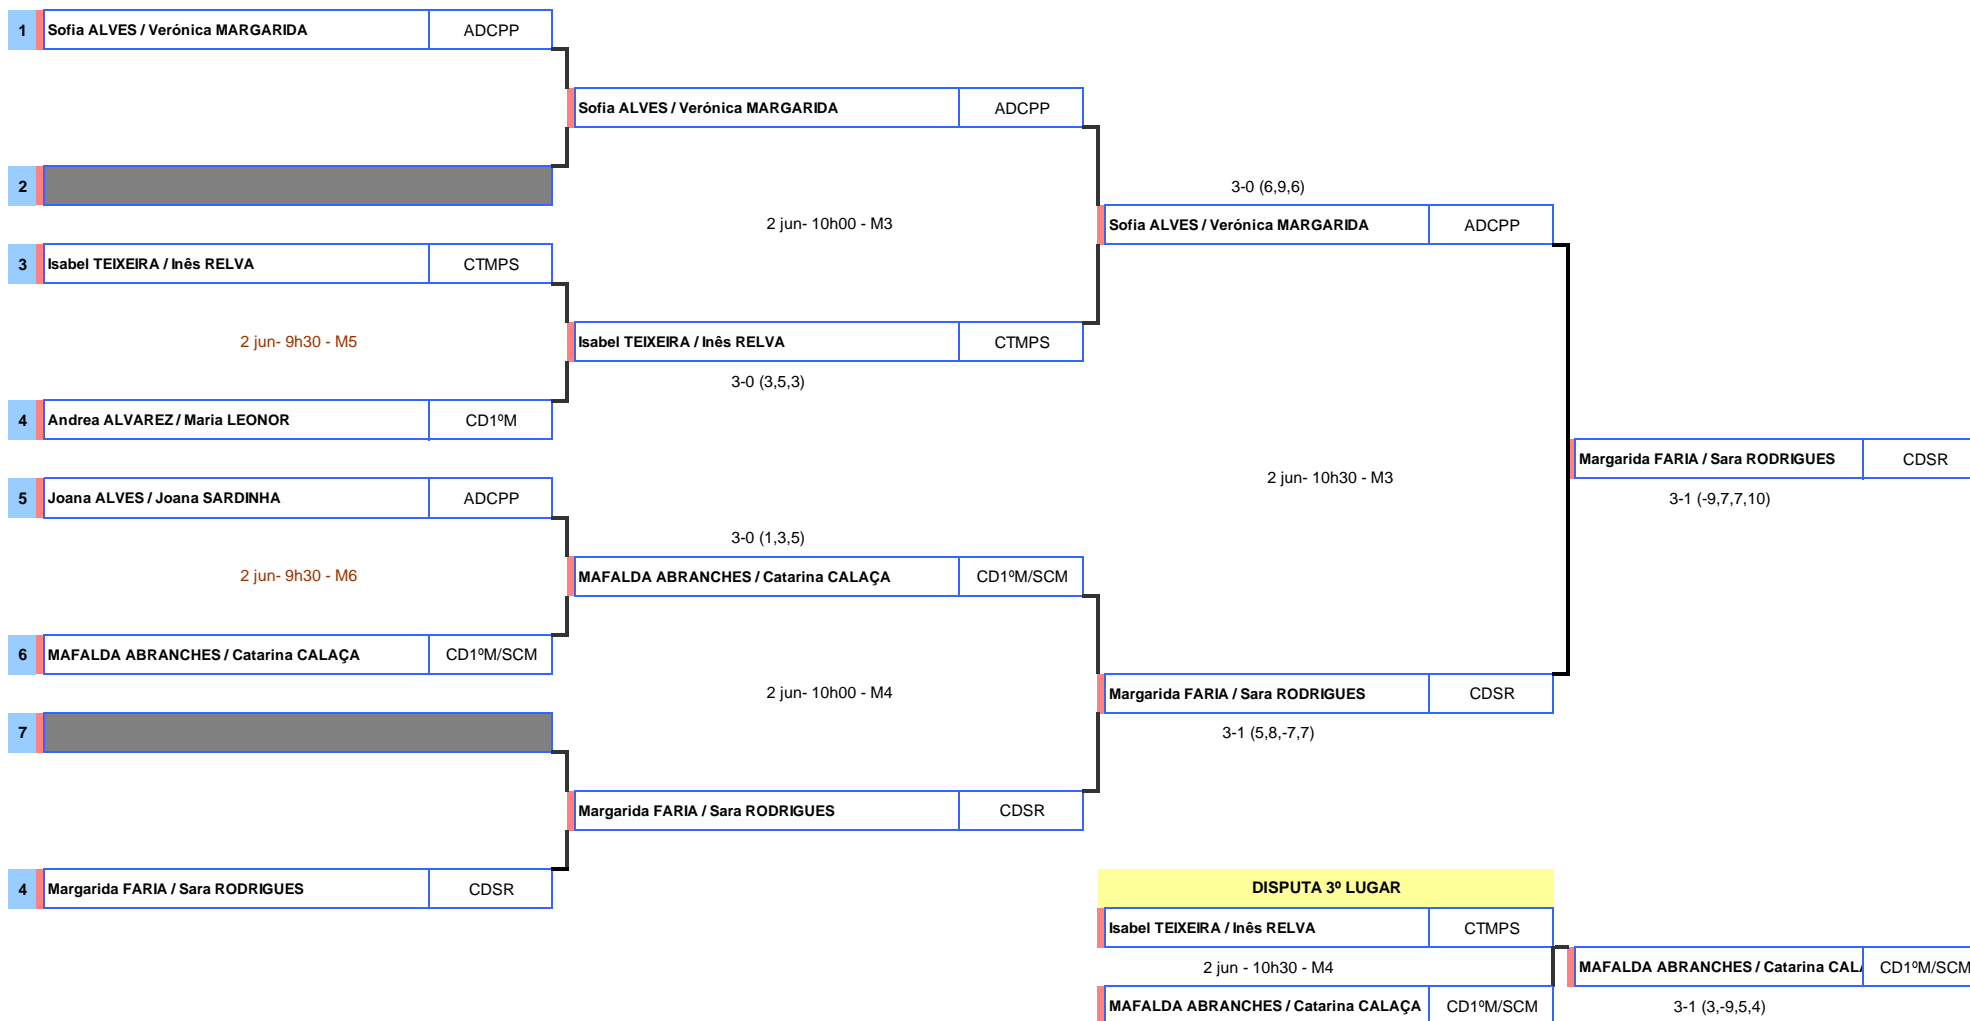 1 Sofia ALVES / Verónica MARGARIDA ADCPP
Sofia ALVES / Verónica MARGARIDA ADCPP
2
3-0 (6,9,6)
2 jun- 10h00 - M3
Sofia ALVES / Verónica MARGARIDA ADCPP
3 Isabel TEIXEIRA / Inês RELVA CTMPS
2 jun- 9h30 - M5
Isabel TEIXEIRA / Inês RELVA CTMPS
3-0 (3,5,3)
4 Andrea ALVAREZ / Maria LEONOR CD1ºM
Margarida FARIA / Sara RODRIGUES CDSR
2 jun- 10h30 - M3
5 Joana ALVES / Joana SARDINHA ADCPP
3-1 (-9,7,7,10)
3-0 (1,3,5)
2 jun- 9h30 - M6
MAFALDA ABRANCHES / Catarina CALAÇA CD1ºM/SCM
6 MAFALDA ABRANCHES / Catarina CALAÇA CD1ºM/SCM
2 jun- 10h00 - M4
Margarida FARIA / Sara RODRIGUES CDSR
7
3-1 (5,8,-7,7)
Margarida FARIA / Sara RODRIGUES CDSR
4 Margarida FARIA / Sara RODRIGUES CDSR
DISPUTA 3º LUGAR
Isabel TEIXEIRA / Inês RELVA CTMPS
2 jun - 10h30 - M4
MAFALDA ABRANCHES / Catarina CAL CD1ºM/SCM
MAFALDA ABRANCHES / Catarina CALAÇA CD1ºM/SCM
3-1 (3,-9,5,4)